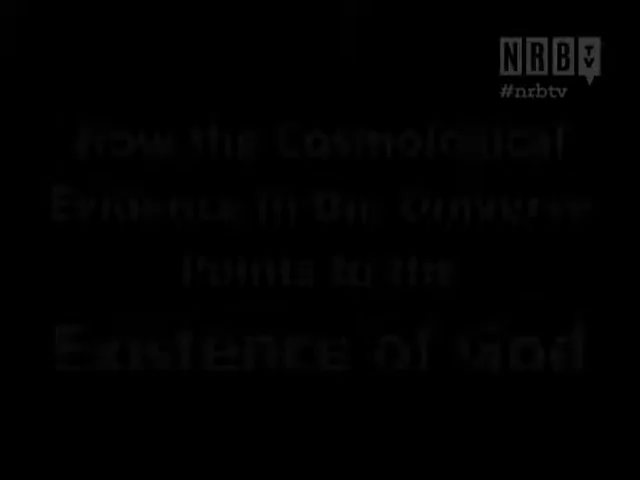 NRB TV
#nrbtv
How the Cosmological
Evidence in the Universe
Points to the
Existence of God